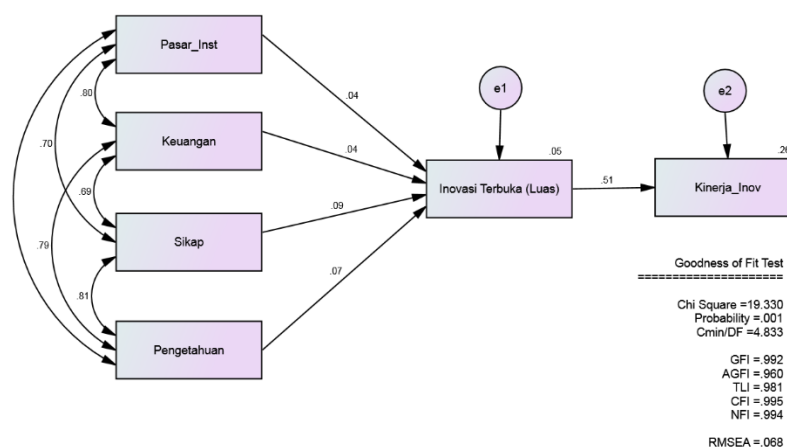 Pasar_Inst
e1
e2
.80
.04
.70
Keuangan
.04
.05
.26
Inovasi Terbuka (Luas)
.51
Kinerja_Inov
.69
.09
Sikap
.79
.07
.81
Pengetahuan
Goodness of Fit Test
======================
Chi Square =19.330
Probability =.001
Cmin/DF =4.833
GFI =.992
AGFI =.960
TLI =.981
CFI =.995
NFI =.994
RMSEA =.068